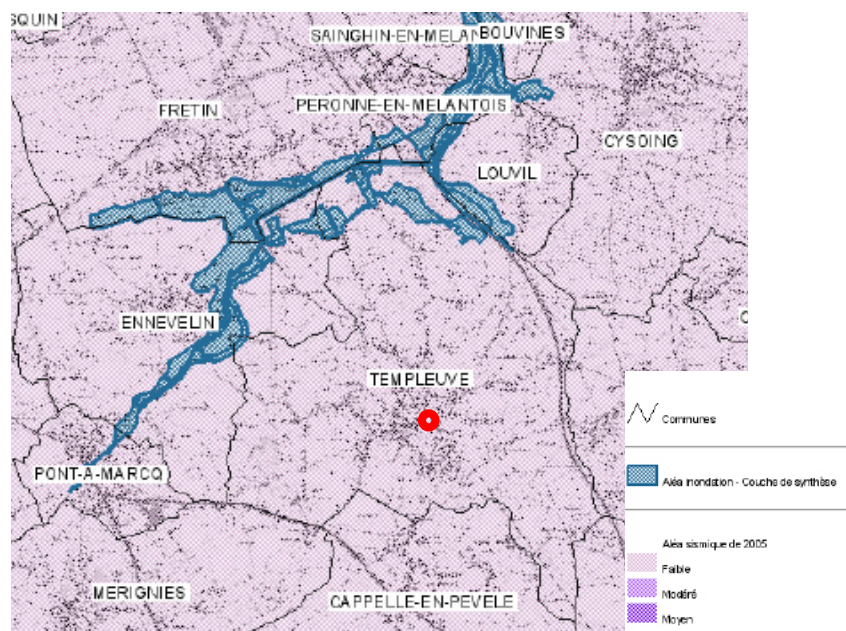 SQUIN
SAINGHIN-EN-MELAN
BOUVINES
FRETIN
PERONNE-EN-MELANTOIS
CYSOING
LOUVIL
C
ENNEVELIN
TEMPLEUVE
PONT-A-MARCQ
MERIGNIES
CAPPELLE-EN-PEVELE
Communes
Aléa inondation - Couche de synthèse
Aléa sismique de 2005
Faible
Modéré
Moyen